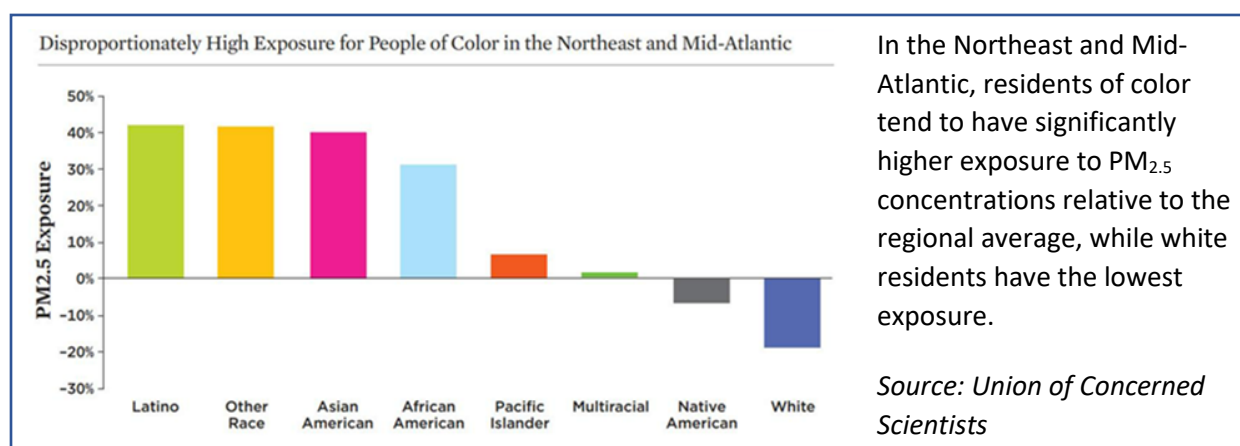 Disproportionately High Exposure for People of Color in the Northeast and Mid-Atlantic
PM2.5 Exposure
50%
40%
30%
20%
10%
0%
−10%
−20%
−30%
Latino
Other
Race
Asian
American
African
American
Pacific
Islander
Multiracial
Native
American
White
In the Northeast and Mid-
Atlantic, residents of color
tend to have significantly
higher exposure to PM2.5
concentrations relative to the
regional average, while white
residents have the lowest
exposure.
Source: Union of Concerned
Scientists